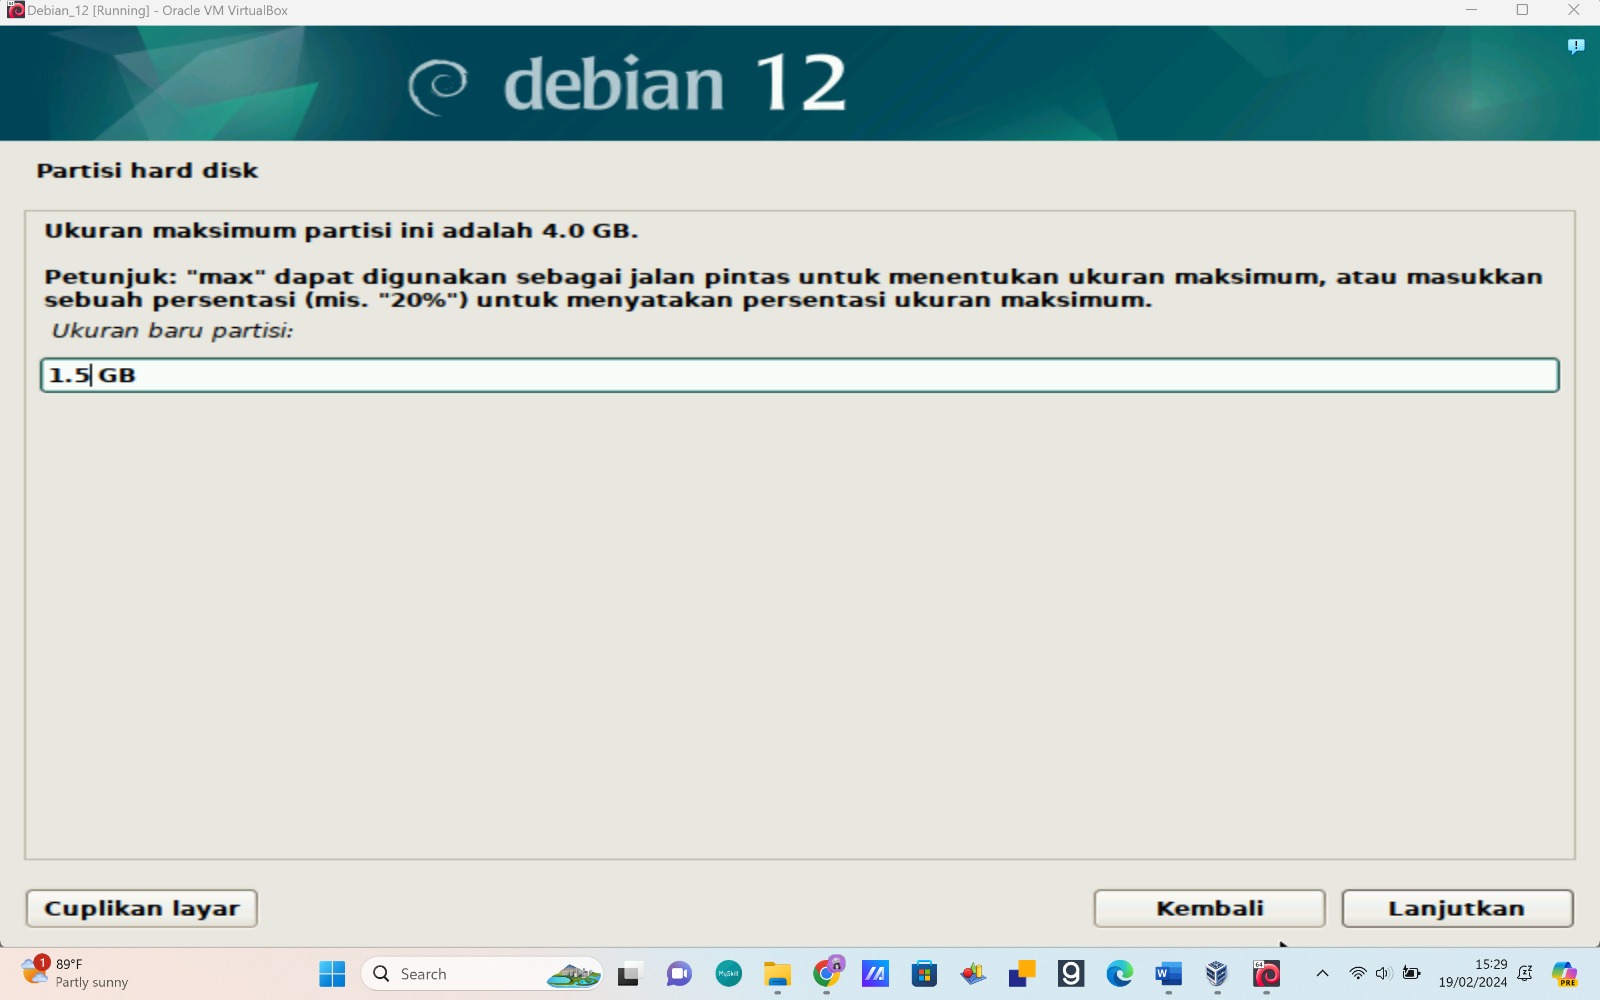 Debian_12 [Running] - Oracle VM VirtualBox
debian 12
Partisi hard disk
Ukuran maksimum partisi ini adalah 4.0 GB.
Petunjuk: "max" dapat digunakan sebagai jalan pintas untuk menentukan ukuran maksimum, atau masukkan
sebuah persentasi (mis. "20%") untuk menyatakan persentasi ukuran maksimum.
Ukuran baru partisi:
1.5 GB
Cuplikan layar
Kembali
Lanjutkan
1
89°F
Partly sunny
Search
MySkill
g
W
64
15:29
19/02/2024
PRE